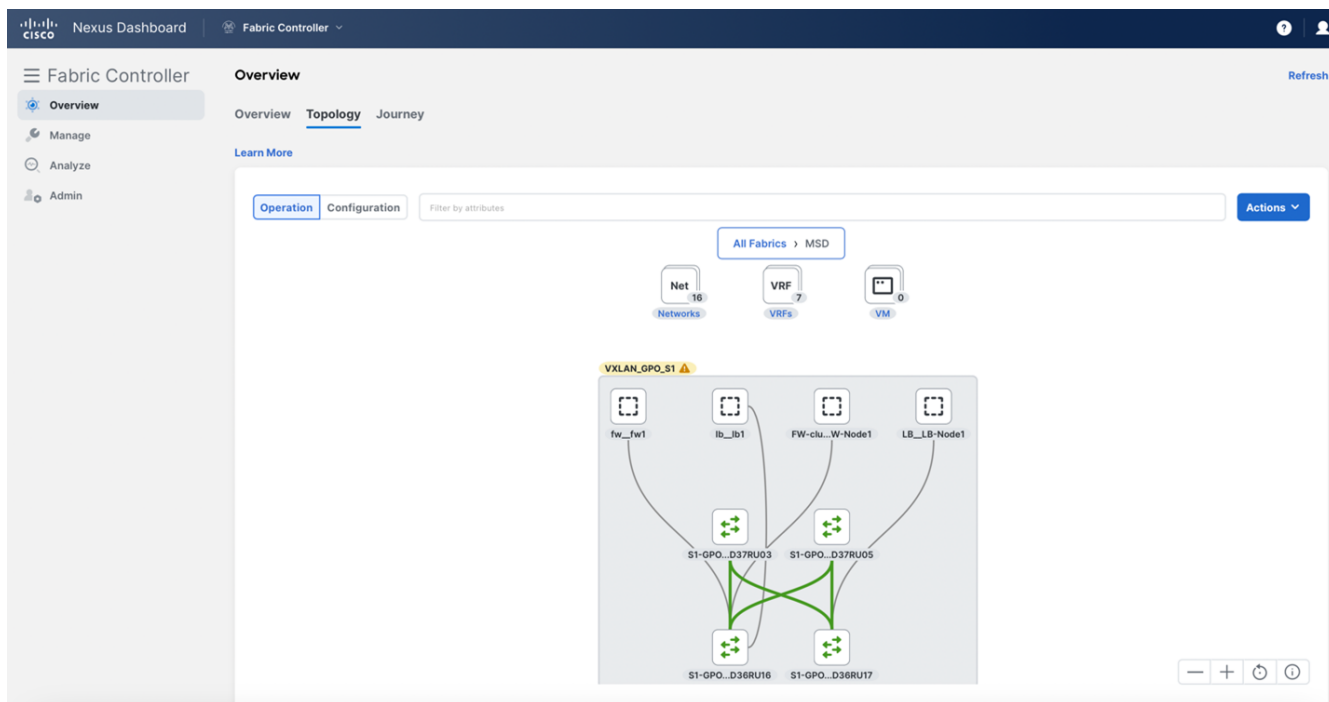 CISCO Nexus Dashboard Fabric Controller ?
Fabric Controller
Overview
Manage
Analyze
Admin
Overview
Refresh
Overview Topology Journey
Learn More
Operation Configuration Filter by attributes Actions
All Fabrics › MSD
Net 16 VRF 7 0
Networks VRFs VM
VXLAN_GPO_S1
fw__fw1 lb__lb1 FW-clu...W-Node1 LB__LB-Node1
S1-GPO...D37RU03 S1-GPO...D37RU05
S1-GPO...D36RU16 S1-GPO...D36RU17